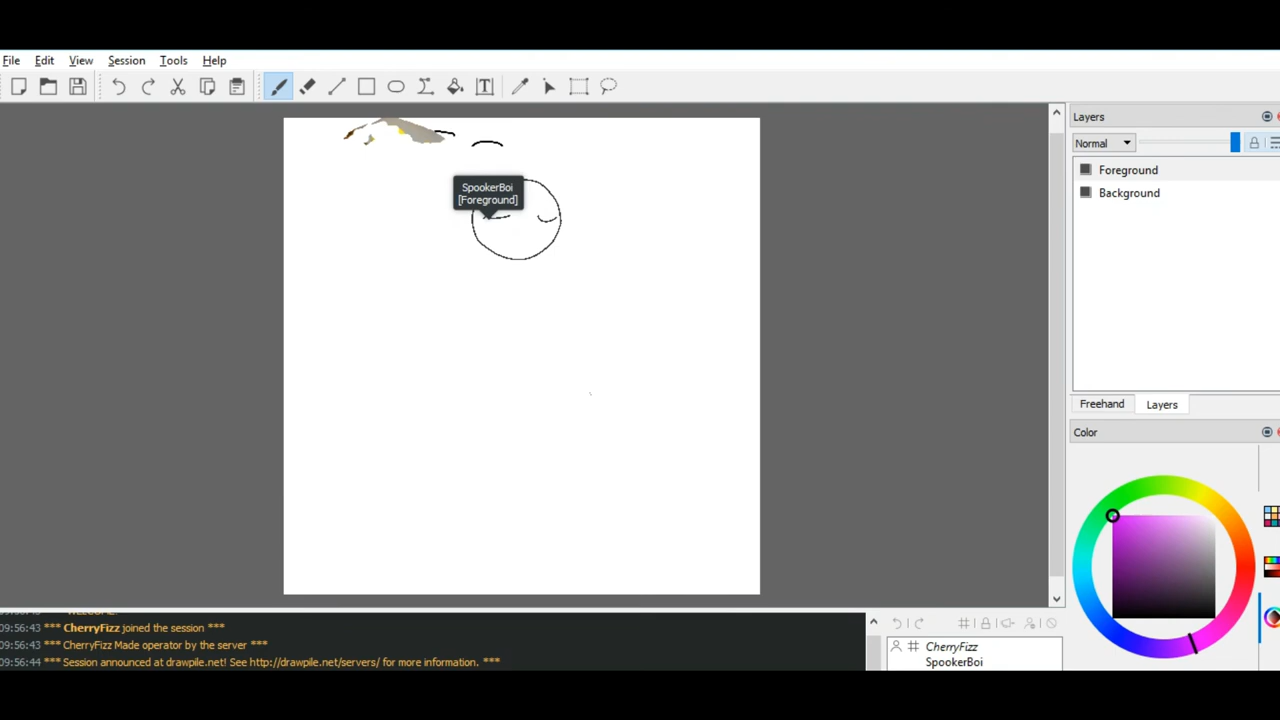 File Edit View Session Tools Help
Layers
Normal
Foreground
Background
SpookerBoi
[Foreground]
Freehand Layers
Color
WELCOME!
09:56:43 *** CherryFizz joined the session ***
09:56:43 *** CherryFizz Made operator by the server ***
09:56:44 *** Session announced at drawpile.net! See http://drawpile.net/servers/ for more information. ***
CherryFizz
SpookerBoi